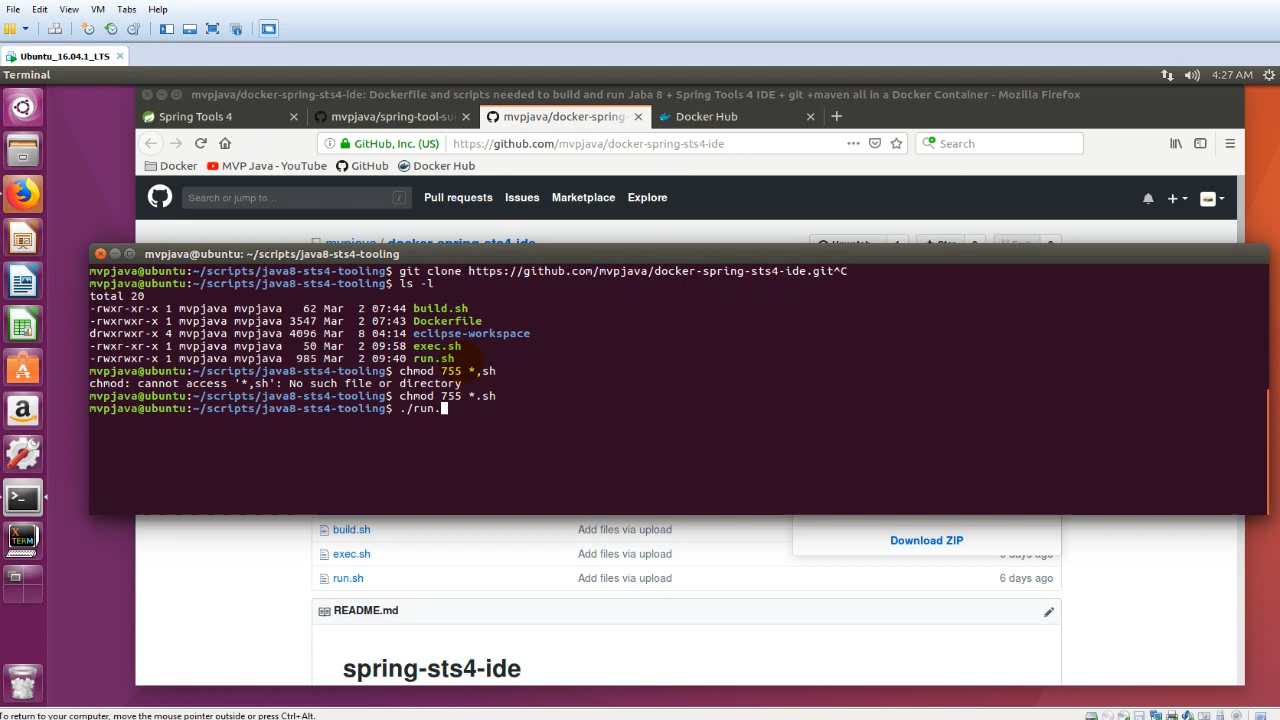 File Edit View VM Tabs Help
Ubuntu_16.04.1_LTS
Terminal
4:27 AM
mvpjava/docker-spring-sts4-ide: Dockerfile and scripts needed to build and run Jaba 8 + Spring Tools 4 IDE + git +maven all in a Docker Container - Mozilla Firefox
Spring Tools 4
mvpjava/spring-tool-su
mvpjava/docker-spring-
Docker Hub
GitHub, Inc. (US)
https://github.com/mvpjava/docker-spring-sts4-ide
Search
Docker
MVP Java - YouTube
GitHub
Docker Hub
Search or jump to...
/
Pull requests Issues Marketplace Explore
mvpjava@ubuntu: ~/scripts/java8-sts4-tooling
mvpjava@ubuntu:~/scripts/java8-sts4-tooling$ git clone https://github.com/mvpjava/docker-spring-sts4-ide.git^C
mvpjava@ubuntu:~/scripts/java8-sts4-tooling$ ls -l
total 20
-rwxr-xr-x 1 mvpjava mvpjava 62 Mar 2 07:44 build.sh
-rwxrwxr-x 1 mvpjava mvpjava 3547 Mar 2 07:43 Dockerfile
drwxrwxr-x 4 mvpjava mvpjava 4096 Mar 8 04:14 eclipse-workspace
-rwxrwxr-x 1 mvpjava mvpjava 50 Mar 2 09:58 exec.sh
-rwxrwxr-x 1 mvpjava mvpjava 985 Mar 2 09:40 run.sh
mvpjava@ubuntu:~/scripts/java8-sts4-tooling$ chmod 755 *,sh
chmod: cannot access '*,sh': No such file or directory
mvpjava@ubuntu:~/scripts/java8-sts4-tooling$ chmod 755 *.sh
mvpjava@ubuntu:~/scripts/java8-sts4-tooling$ ./run.
build.sh Add files via upload
Download ZIP
exec.sh Add files via upload 6 days ago
run.sh Add files via upload 6 days ago
README.md
spring-sts4-ide
To return to your computer, move the mouse pointer outside or press Ctrl+Alt.